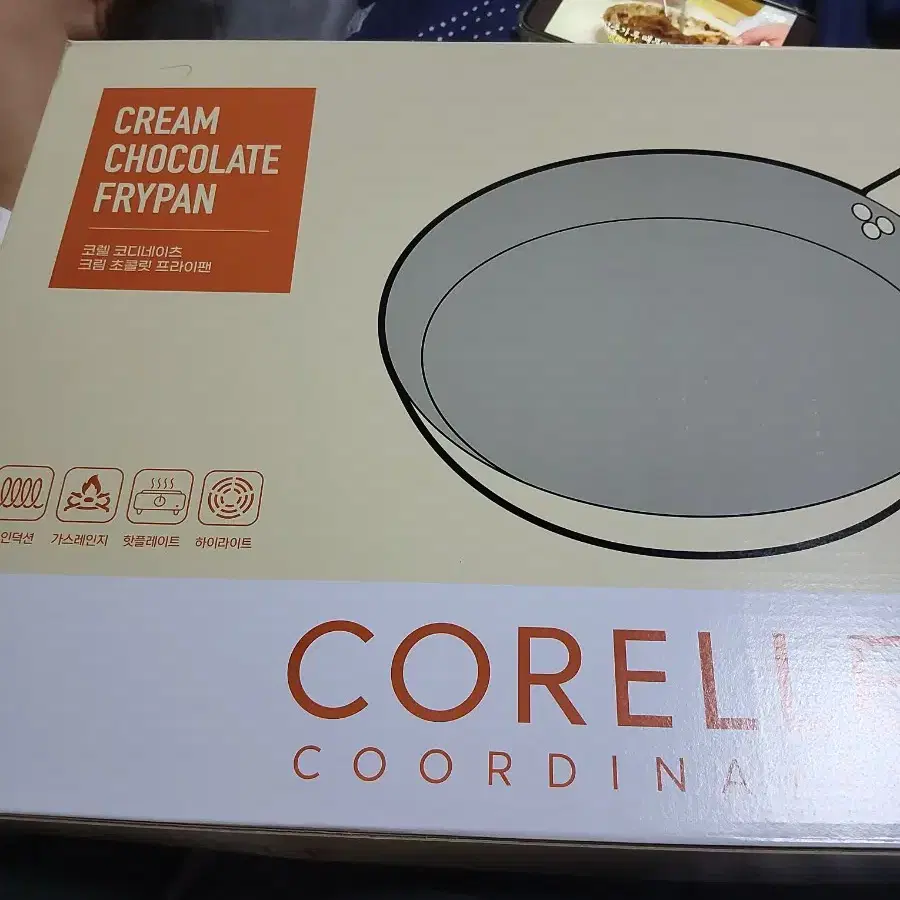 CREAM
CHOCOLATE
FRYPAN
코렐 코디네이츠
크림 초콜릿 프라이팬
인덕션 가스레인지 핫플레이트 하이라이트
CORELLE
COORDINA